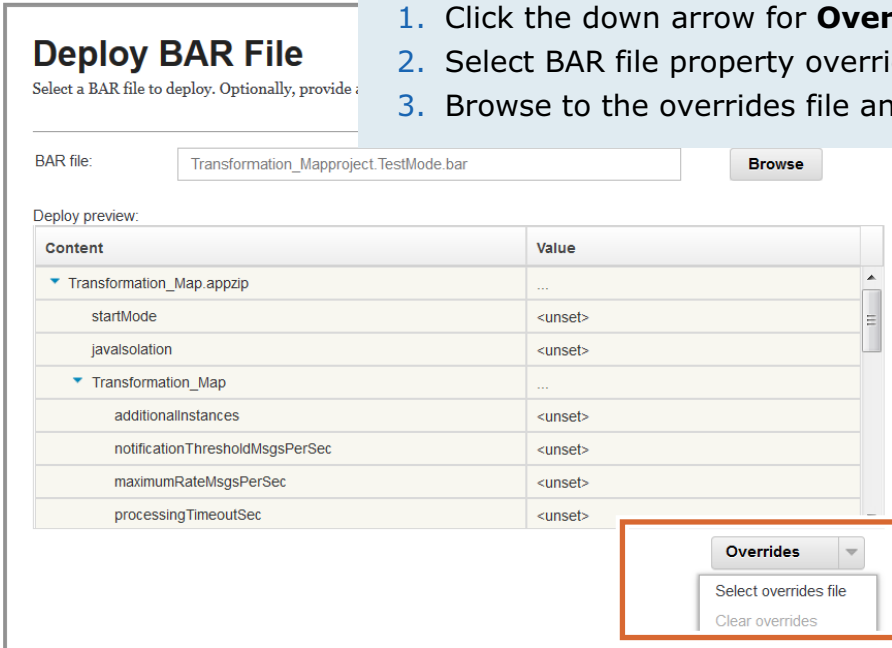 1. Click the down arrow for
2. Select BAR file property
3. Browse to the overrides file
Deploy BAR File
Select a BAR file to deploy. Optionally, provide
BAR file:
Transformation_Mapproject.TestMode.bar
Browse
Deploy preview:
Content Value
Transformation_Map.appzip ...
startMode <unset>
javaIsolation <unset>
Transformation_Map ...
additionalInstances <unset>
notificationThresholdMsgsPerSec <unset>
maximumRateMsgsPerSec <unset>
processingTimeoutSec <unset>
Overrides
Select overrides file
Clear overrides